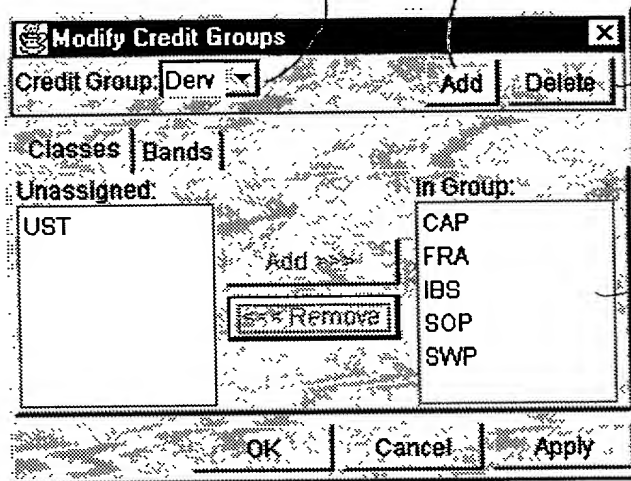 Modify Credit Groups
Credit Group: Derv
Add Delete
Classes Bands
Unassigned:
In Group:
UST
CAP
FRA
IBS
SOP
SWP
Add >>>
<<< Remove
OK Cancel Apply